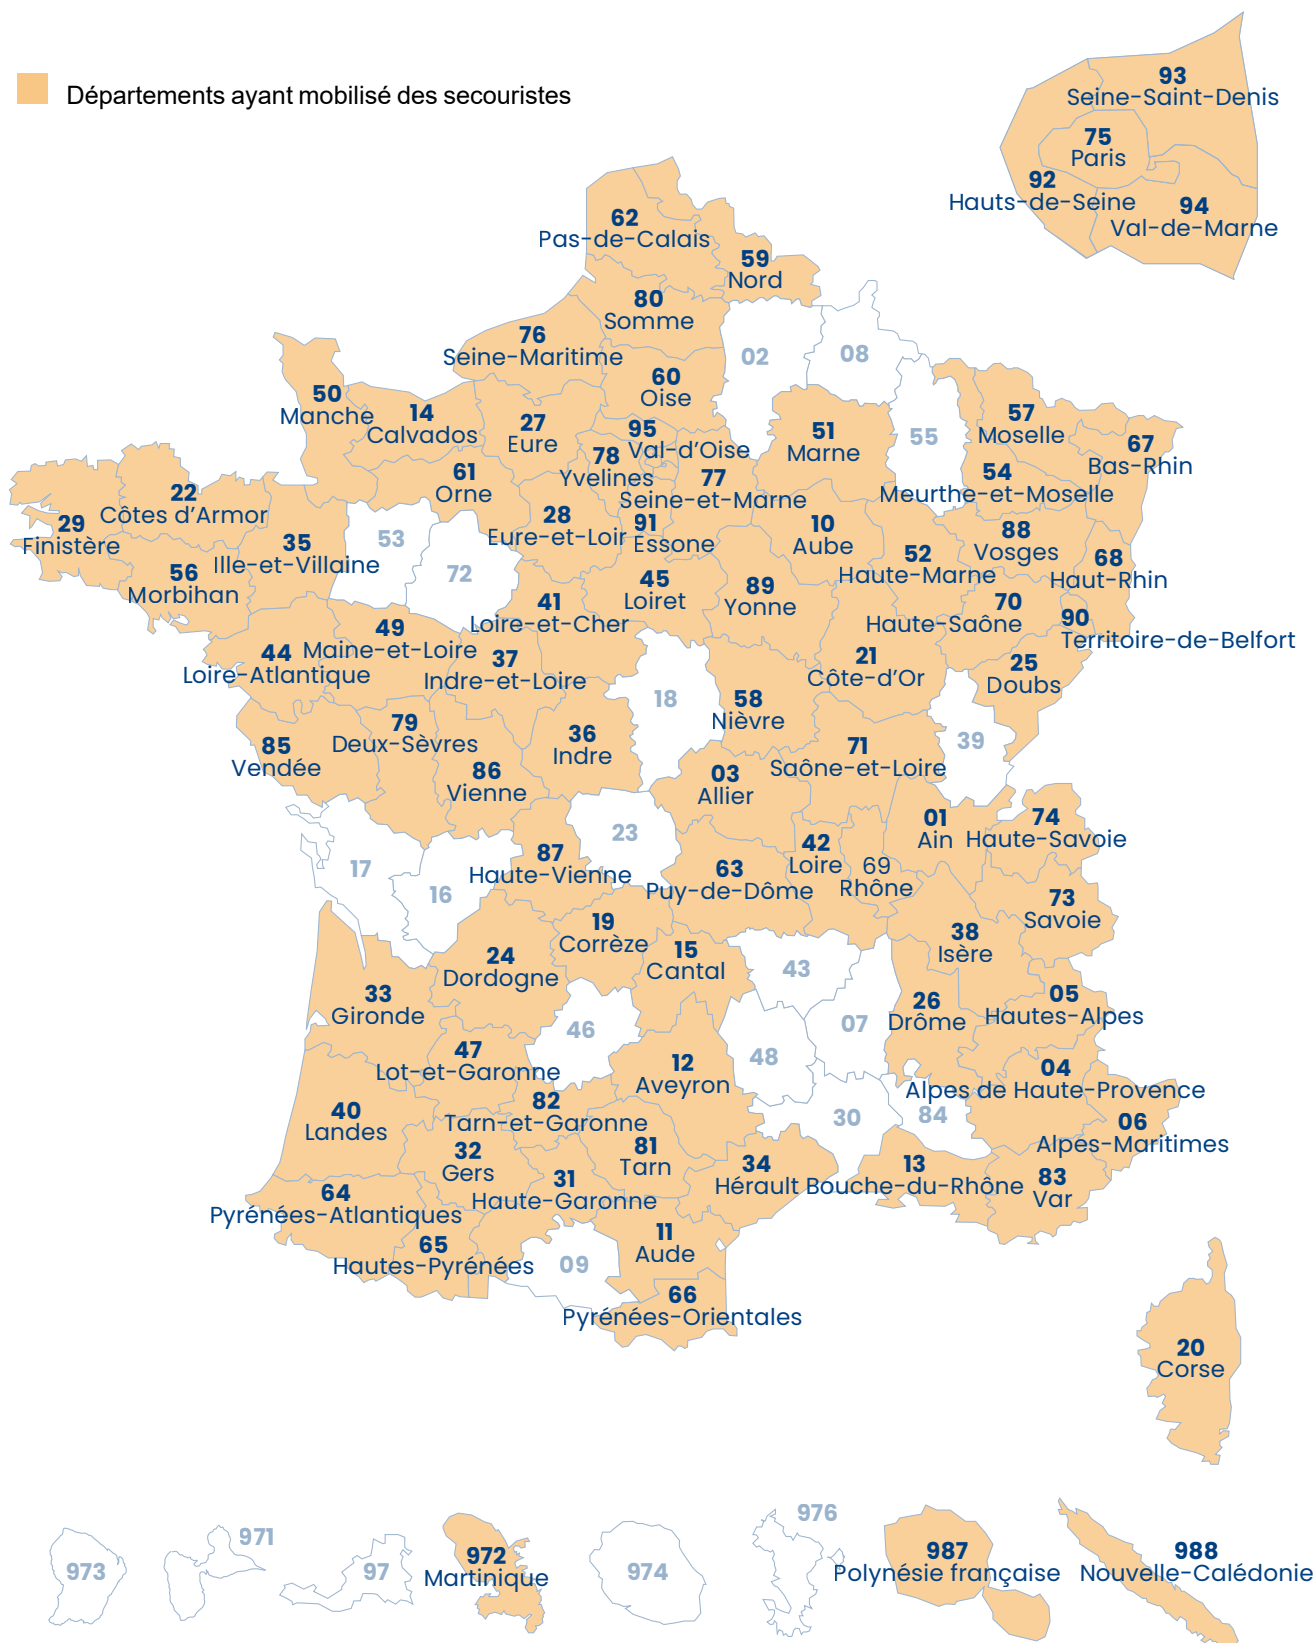 Départements ayant mobilisé des secouristes
93
Seine-Saint-Denis
75
Paris
92
Hauts-de-Seine
94
Val-de-Marne
62
Pas-de-Calais
59
Nord
80
Somme
76
Seine-Maritime
02
08
60
Oise
50
Manche
14
Calvados
27
Eure
95
Val-d’Oise
51
Marne
55
57
Moselle
67
Bas-Rhin
78
Yvelines
61
Orne
77
Seine-et-Marne
54
Meurthe-et-Moselle
22
Côtes d’Armor
29
Finistère
35
Ille-et-Villaine
53
28
Eure-et-Loir
91
Essone
10
Aube
88
Vosges
52
Haute-Marne
68
Haut-Rhin
56
Morbihan
72
45
Loiret
89
Yonne
41
Loire-et-Cher
70
Haute-Saône
90
Territoire-de-Belfort
49
Maine-et-Loire
44
Loire-Atlantique
37
Indre-et-Loire
21
Côte-d’Or
25
Doubs
18
58
Nièvre
79
Deux-Sèvres
36
Indre
39
85
Vendée
71
Saône-et-Loire
86
Vienne
03
Allier
23
01
Ain
74
Haute-Savoie
17
87
Haute-Vienne
42
Loire
69
Rhône
63
Puy-de-Dôme
16
73
Savoie
19
Corrèze
38
Isère
24
Dordogne
15
Cantal
43
33
Gironde
26
Drôme
05
Hautes-Alpes
46
07
47
Lot-et-Garonne
48
12
Aveyron
04
Alpes de Haute-Provence
40
Landes
82
Tarn-et-Garonne
30
84
06
Alpes-Maritimes
32
Gers
81
Tarn
34
Hérault
13
Bouche-du-Rhône
83
Var
31
Haute-Garonne
64
Pyrénées-Atlantiques
65
Hautes-Pyrénées
11
Aude
09
66
Pyrénées-Orientales
20
Corse
973
971
97
972
Martinique
974
976
987
Polynésie française
988
Nouvelle-Calédonie